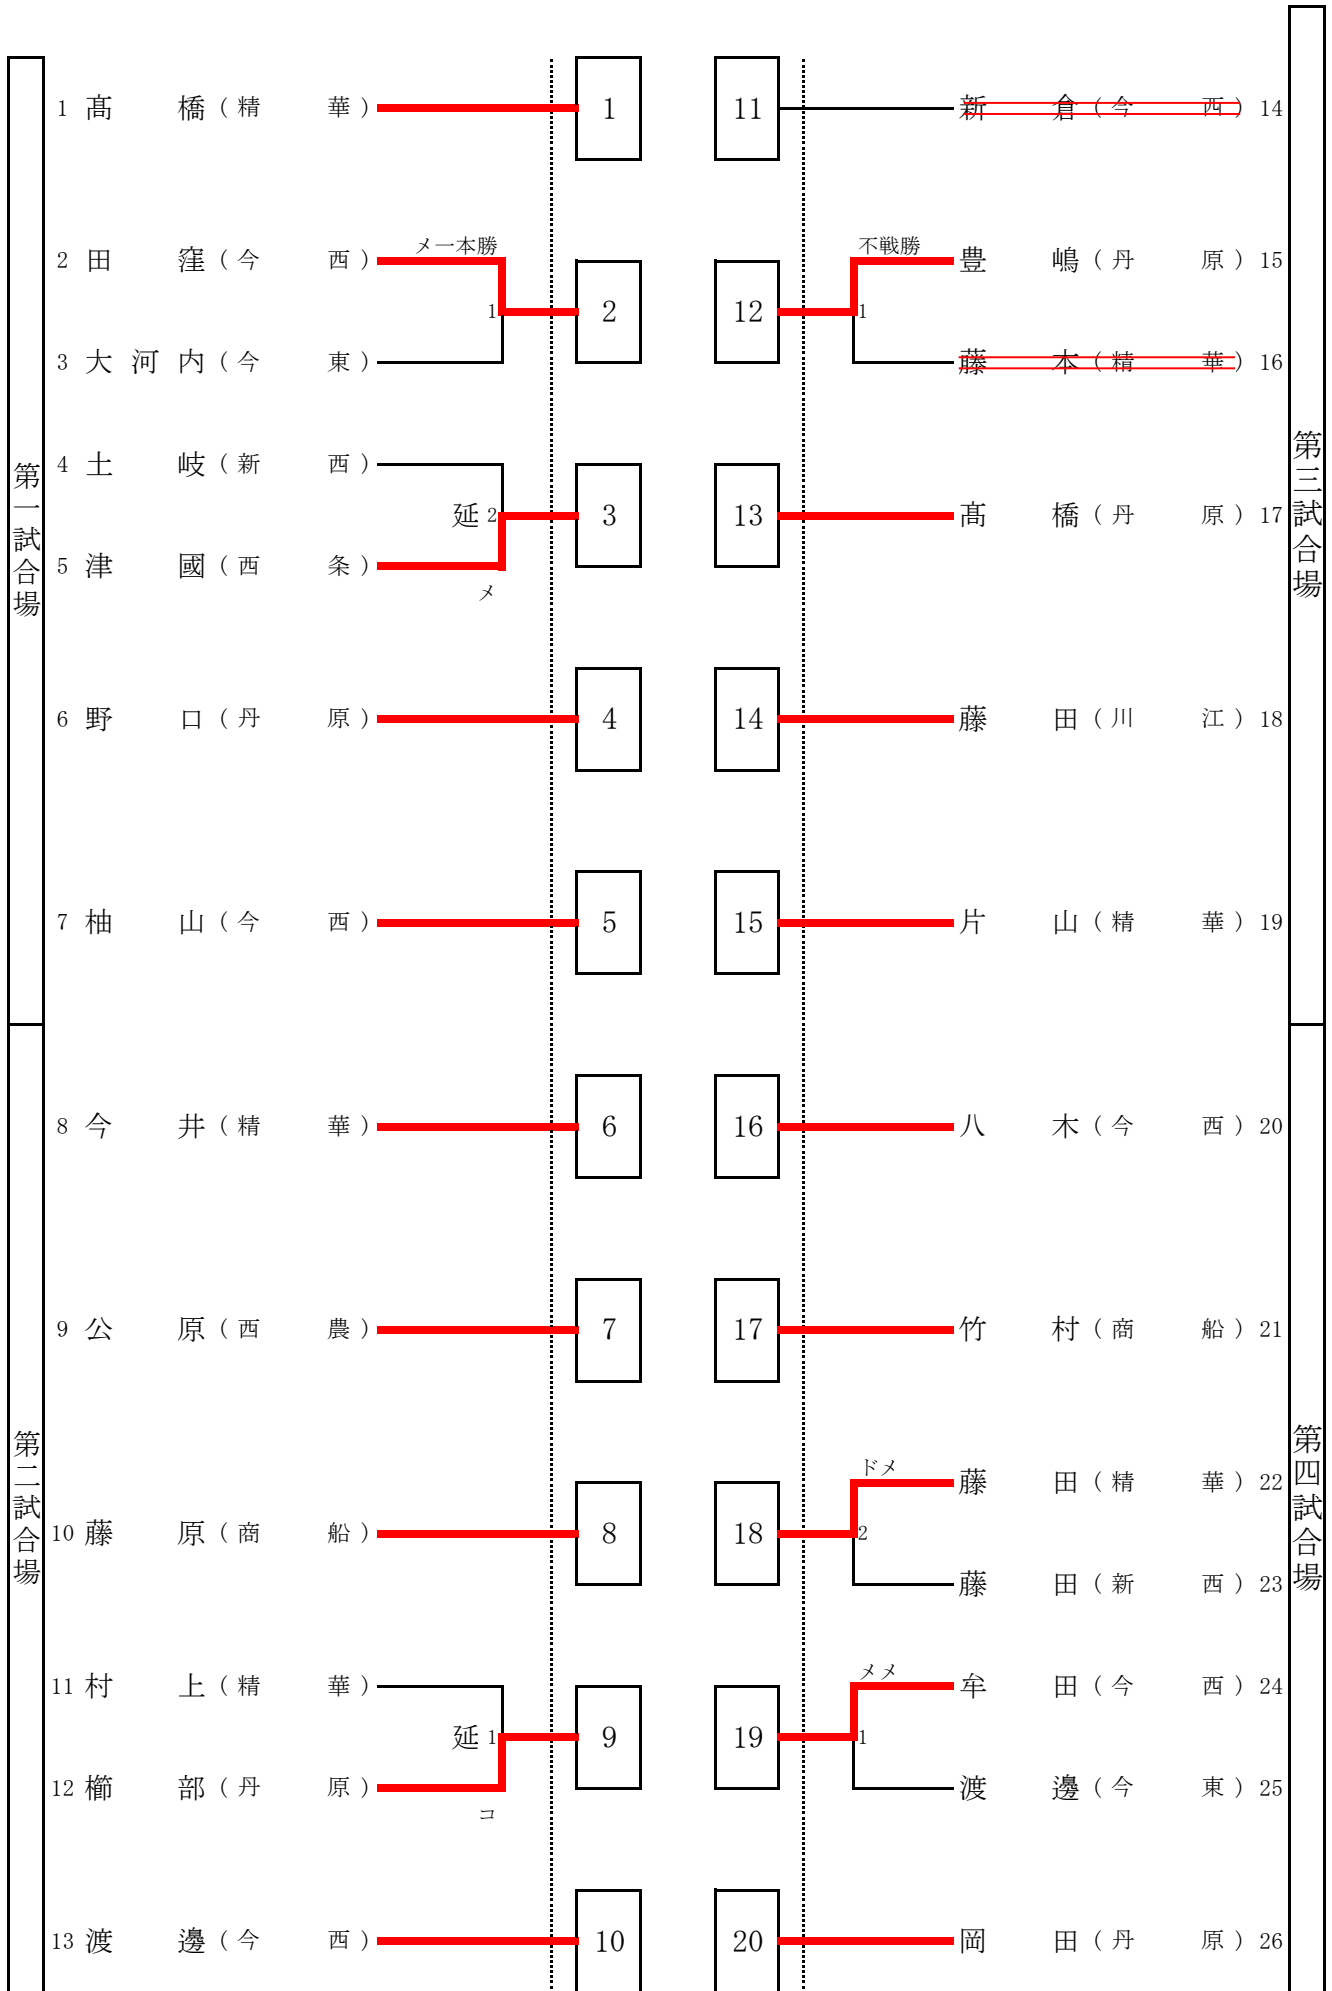 第一試合場
1 髙橋（精華） 1
2 田窪（今西） メ一本勝
1 2
3 大河内（今東）
4 土岐（新西）
延 2 3
5 津國（西条）
メ
6 野口（丹原） 4
7 柚山（今西） 5
第二試合場
8 今井（精華） 6
9 公原（西農） 7
10 藤原（商船） 8
11 村上（精華）
延 1 9
12 櫛部（丹原）
コ
13 渡邊（今西） 10
第三試合場
11 新倉（今西） 14
不戦勝 豊嶋（丹原） 15
12 1
藤本（精華） 16
13 髙橋（丹原） 17
14 藤田（川江） 18
15 片山（精華） 19
第四試合場
16 八木（今西） 20
17 竹村（商船） 21
ドメ 藤田（精華） 22
18 2
藤田（新西） 23
メメ 牟田（今西） 24
19 1
渡邊（今東） 25
20 岡田（丹原） 26